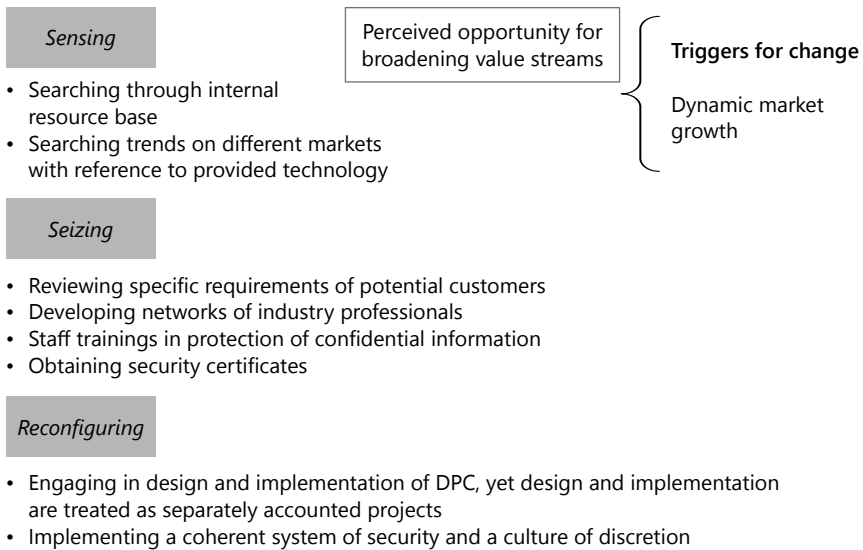 Sensing
Perceived opportunity for
broadening value streams
Triggers for change
Dynamic market
growth
• Searching through internal
resource base
• Searching trends on different markets
with reference to provided technology
Seizing
• Reviewing specific requirements of potential customers
• Developing networks of industry professionals
• Staff trainings in protection of confidential information
• Obtaining security certificates
Reconfiguring
• Engaging in design and implementation of DPC, yet design and implementation
are treated as separately accounted projects
• Implementing a coherent system of security and a culture of discretion